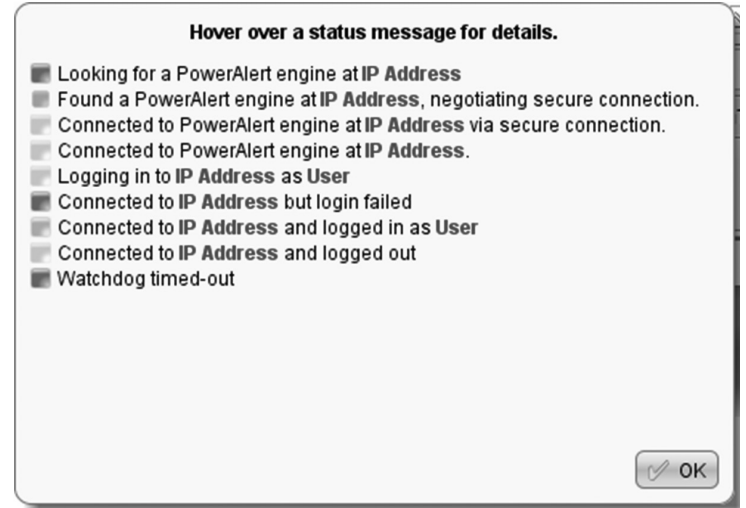 Hover over a status message for details.
Looking for a PowerAlert engine at IP Address
Found a PowerAlert engine at IP Address, negotiating secure connection.
Connected to PowerAlert engine at IP Address via secure connection.
Connected to PowerAlert engine at IP Address.
Logging in to IP Address as User
Connected to IP Address but login failed
Connected to IP Address and logged in as User
Connected to IP Address and logged out
Watchdog timed-out
OK